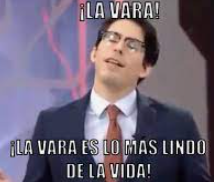 ¡LA VARA!
¡LA VARA ES LO MAS LINDO
DE LA VIDA!